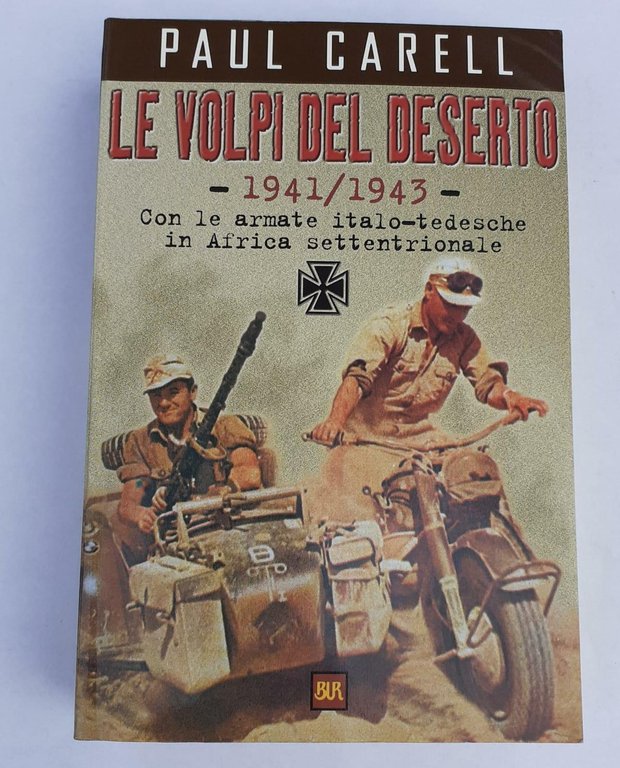 PAUL CARELL
LE VOLPI DEL DESERTO
- 1941/1943 -
Con le armate italo-tedesche
in Africa settentrionale
BUR